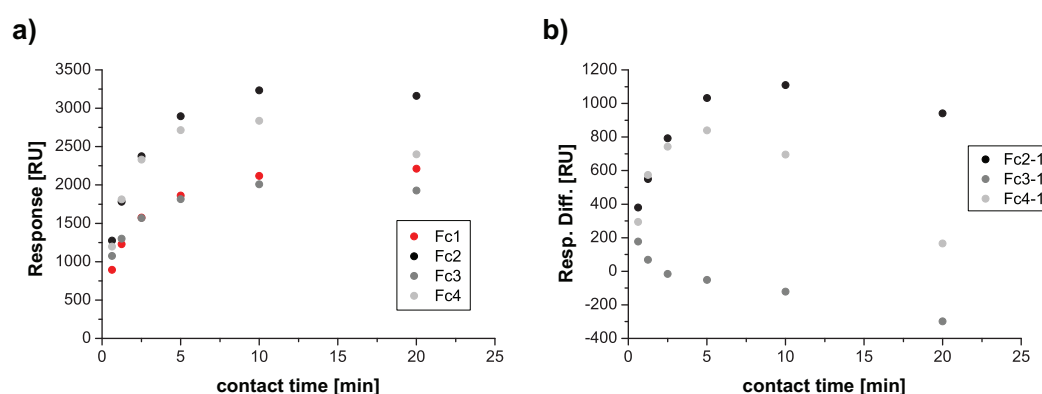 a)
Response [RU]
3500
3000
2500
2000
1500
1000
500
0
0 5 10 15 20 25
contact time [min]
Fc1
Fc2
Fc3
Fc4
b)
Resp. Diff. [RU]
1200
1000
800
600
400
200
0
-200
-400
0 5 10 15 20 25
contact time [min]
Fc2-1
Fc3-1
Fc4-1